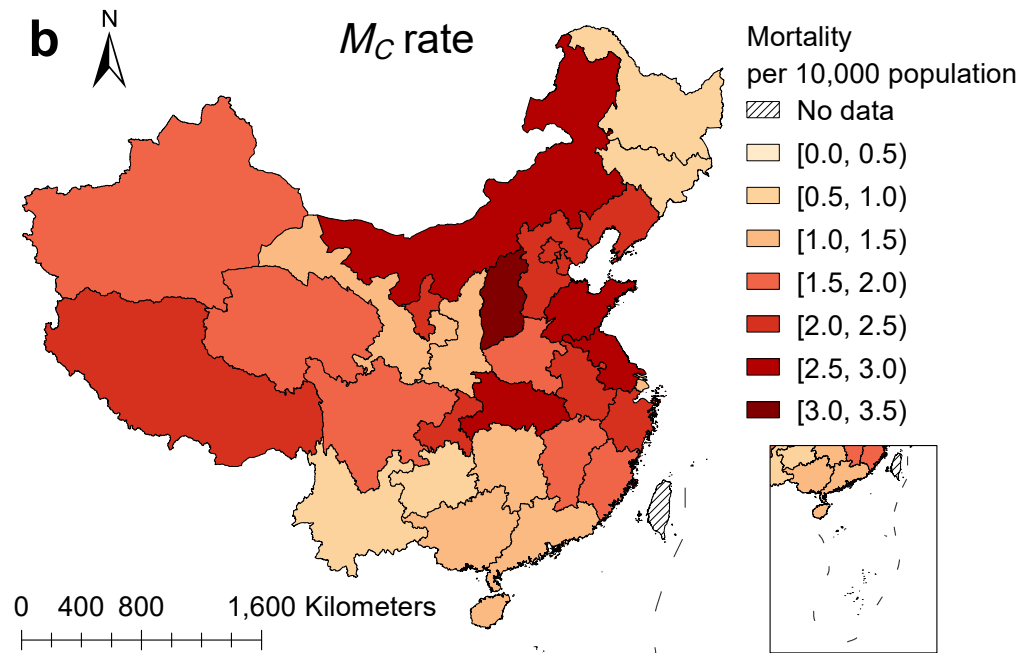 b
N
M_C rate
Mortality
per 10,000 population
No data
[0.0, 0.5)
[0.5, 1.0)
[1.0, 1.5)
[1.5, 2.0)
[2.0, 2.5)
[2.5, 3.0)
[3.0, 3.5)
0 400 800 1,600 Kilometers